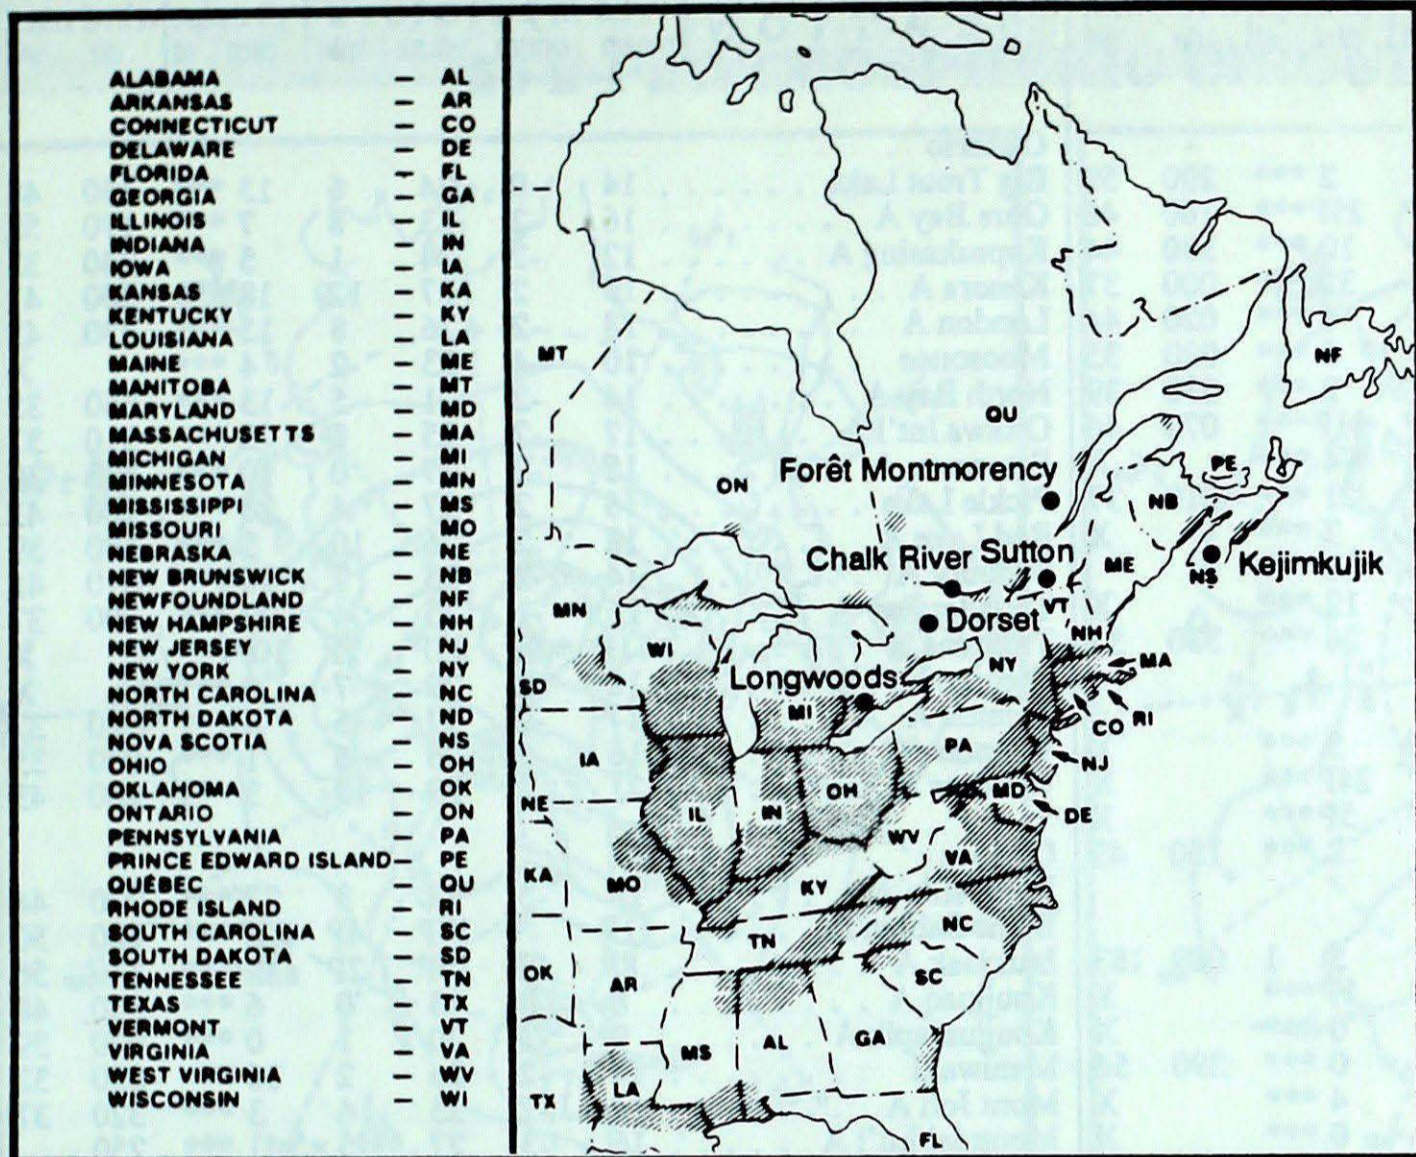 ALABAMA – AL
ARKANSAS – AR
CONNECTICUT – CO
DELAWARE – DE
FLORIDA – FL
GEORGIA – GA
ILLINOIS – IL
INDIANA – IN
IOWA – IA
KANSAS – KA
KENTUCKY – KY
LOUISIANA – LA
MAINE – ME
MANITOBA – MT
MARYLAND – MD
MASSACHUSETTS – MA
MICHIGAN – MI
MINNESOTA – MN
MISSISSIPPI – MS
MISSOURI – MO
NEBRASKA – NE
NEW BRUNSWICK – NB
NEWFOUNDLAND – NF
NEW HAMPSHIRE – NH
NEW JERSEY – NJ
NEW YORK – NY
NORTH CAROLINA – NC
NORTH DAKOTA – ND
NOVA SCOTIA – NS
OHIO – OH
OKLAHOMA – OK
ONTARIO – ON
PENNSYLVANIA – PA
PRINCE EDWARD ISLAND – PE
QUÉBEC – QU
RHODE ISLAND – RI
SOUTH CAROLINA – SC
SOUTH DAKOTA – SD
TENNESSEE – TN
TEXAS – TX
VERMONT – VT
VIRGINIA – VA
WEST VIRGINIA – WV
WISCONSIN – WI
MT
NF
QU
Forêt Montmorency
ON
PE
NB
Chalk River
Sutton
ME
NS
Kejimkujik
MN
VT
Dorset
NH
WI
NY
MA
Longwoods
SD
MI
CO
RI
IA
PA
NJ
NE
IL
IN
OH
MD
DE
WV
VA
KA
MO
KY
TN
NC
OK
AR
SC
MS
AL
GA
LA
TX
FL